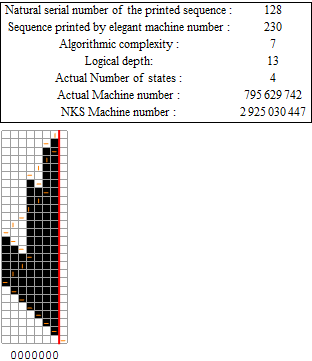 Natural serial number of the printed sequence : 128
Sequence printed by elegant machine number : 230
Algorithmic complexity : 7
Logical depth: 13
Actual Number of states : 4
Actual Machine number : 795 629 742
NKS Machine number : 2 925 030 447
0000000